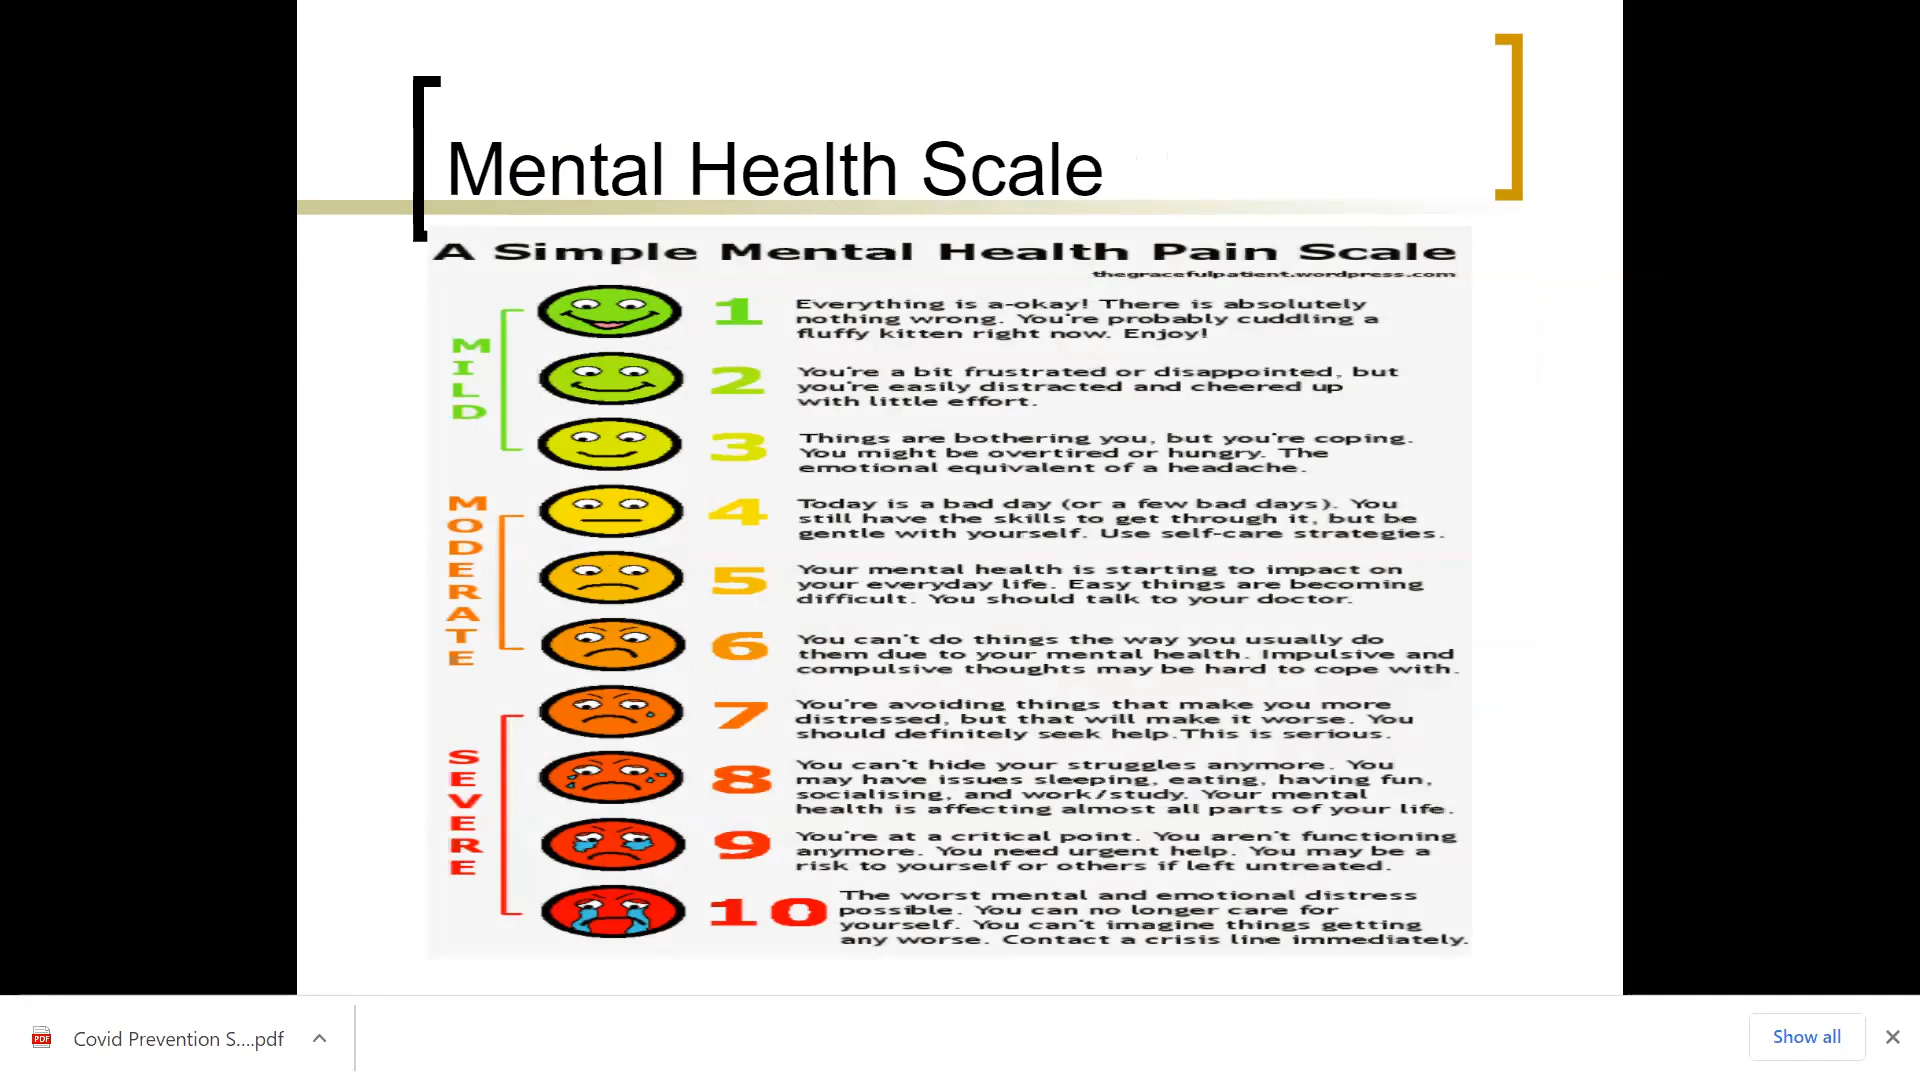 Mental Health Scale
A Simple Mental Health Pain Scale
thegracefulpatient.wordpress.com
MILD
1
Everything is a-okay! There is absolutely
nothing wrong. You're probably cuddling a
fluffy kitten right now. Enjoy!
2
You're a bit frustrated or disappointed, but
you're easily distracted and cheered up
with little effort.
3
Things are bothering you, but you're coping.
You might be overtired or hungry. The
emotional equivalent of a headache.
MODERATE
4
Today is a bad day (or a few bad days). You
still have the skills to get through it, but be
gentle with yourself. Use self-care strategies.
5
Your mental health is starting to impact on
your everyday life. Easy things are becoming
difficult. You should talk to your doctor.
6
You can't do things the way you usually do
them due to your mental health. Impulsive and
compulsive thoughts may be hard to cope with.
SEVERE
7
You're avoiding things that make you more
distressed, but that will make it worse. You
should definitely seek help.This is serious.
8
You can't hide your struggles anymore. You
may have issues sleeping, eating, having fun,
socialising, and work/study. Your mental
health is affecting almost all parts of your life.
9
You're at a critical point. You aren't functioning
anymore. You need urgent help. You may be a
risk to yourself or others if left untreated.
10
The worst mental and emotional distress
possible. You can no longer care for
yourself. You can't imagine things getting
any worse. Contact a crisis line immediately.
PDF
Covid Prevention S....pdf
Show all